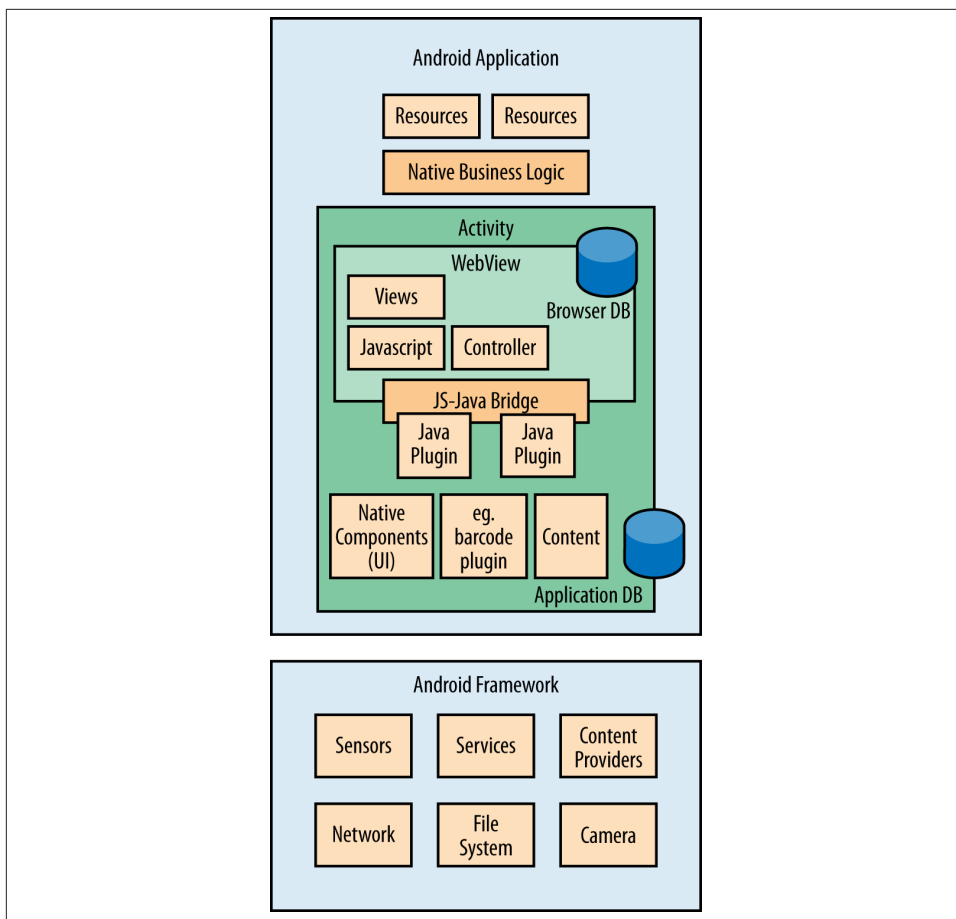 Android Application
Resources
Resources
Native Business Logic
Activity
WebView
Views
Browser DB
Javascript
Controller
JS-Java Bridge
Java
Plugin
Java
Plugin
Native
Components
(UI)
eg.
barcode
plugin
Content
Application DB
Android Framework
Sensors
Services
Content
Providers
Network
File
System
Camera